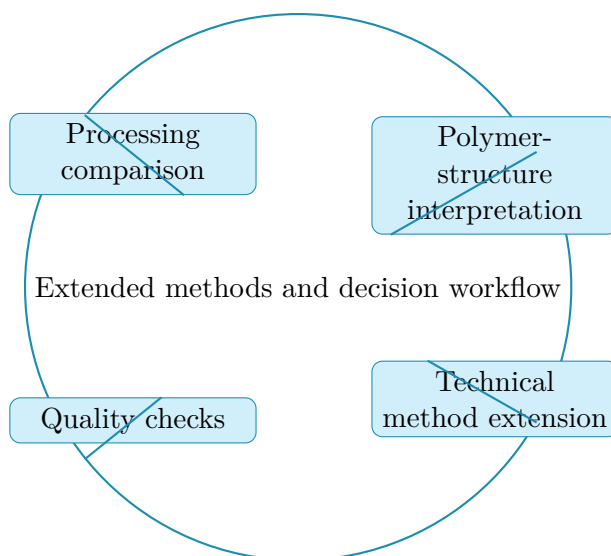 Processing
comparison
Polymer-
structure
interpretation
Extended methods and decision workflow
Quality checks
Technical
method extension